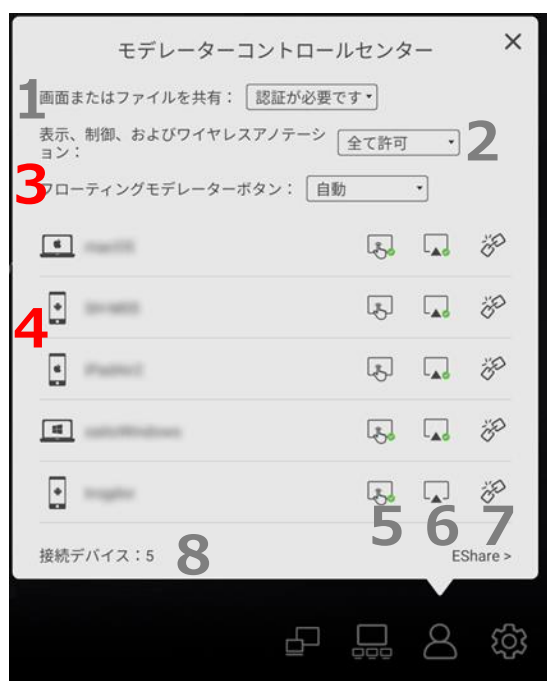 モデレーターコントロールセンター
1 画面またはファイルを共有： 認証が必要です
表示、制御、およびワイヤレスアノテーシ
ョン： 全て許可 2
3 フローティングモデレーターボタン： 自動
macOS
4
5 6 7
接続デバイス：5 8 EShare >